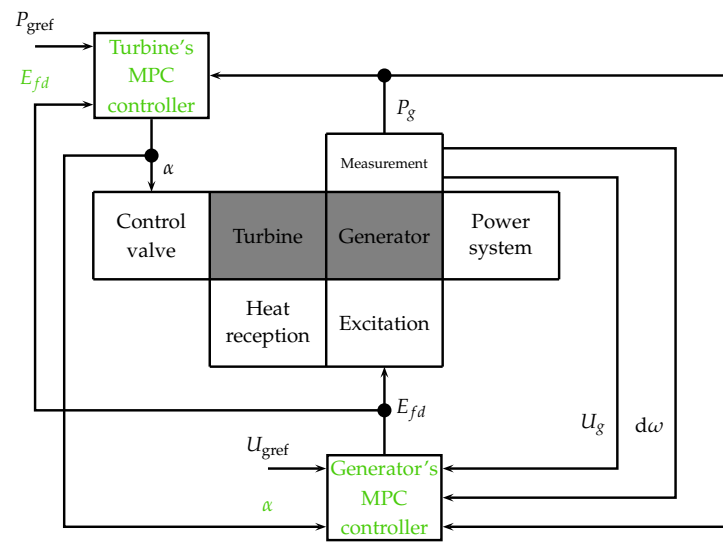 P_gref
Turbine's
MPC
controller
E_fd
P_g
Measurement
α
Control
valve
Turbine
Generator
Power
system
Heat
reception
Excitation
E_fd
U_g
dω
U_gref
Generator's
MPC
controller
α